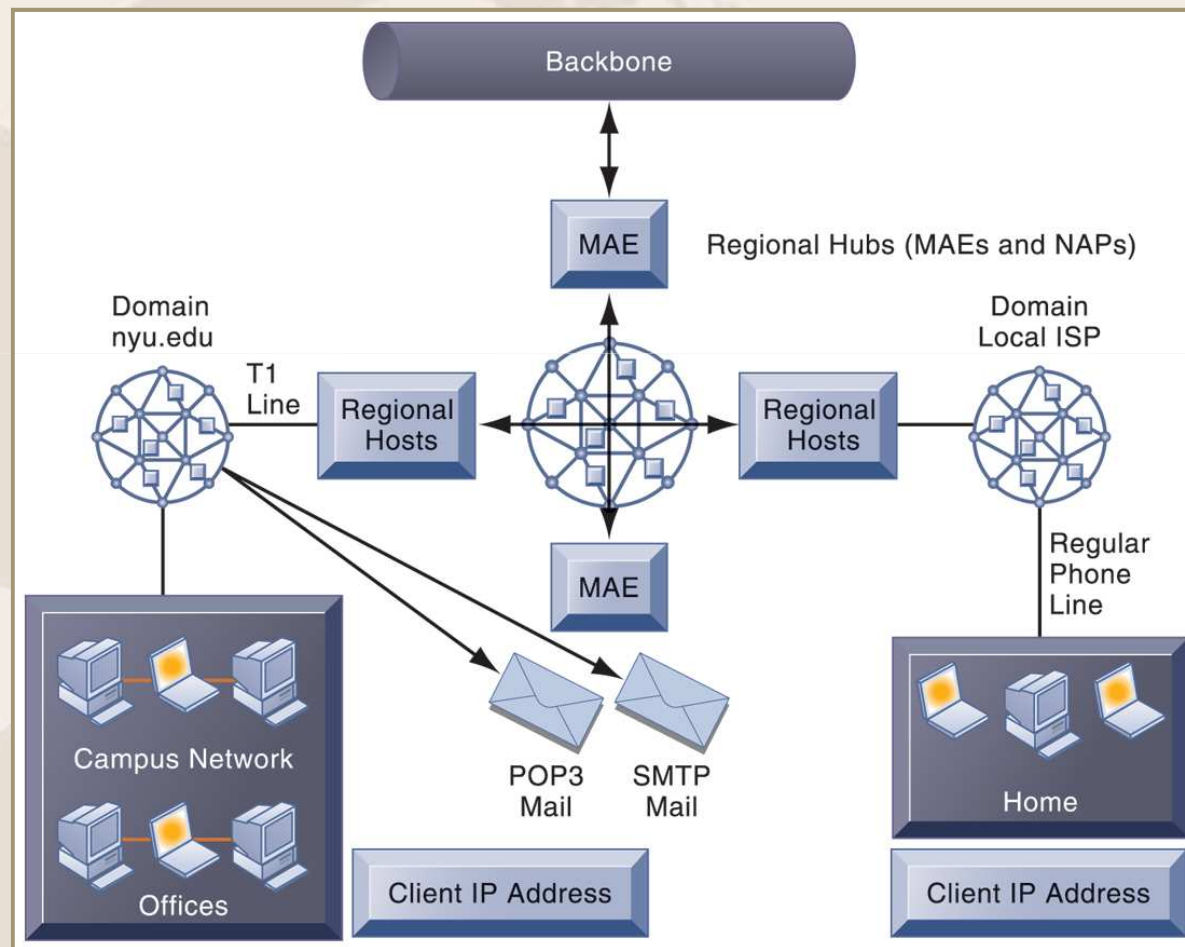 Backbone
MAE
Regional Hubs (MAEs and NAPs)
Domain
nyu.edu
Domain
Local ISP
T1
Line
Regional
Hosts
Regional
Hosts
MAE
Regular
Phone
Line
Campus Network
POP3
Mail
SMTP
Mail
Home
Offices
Client IP Address
Client IP Address